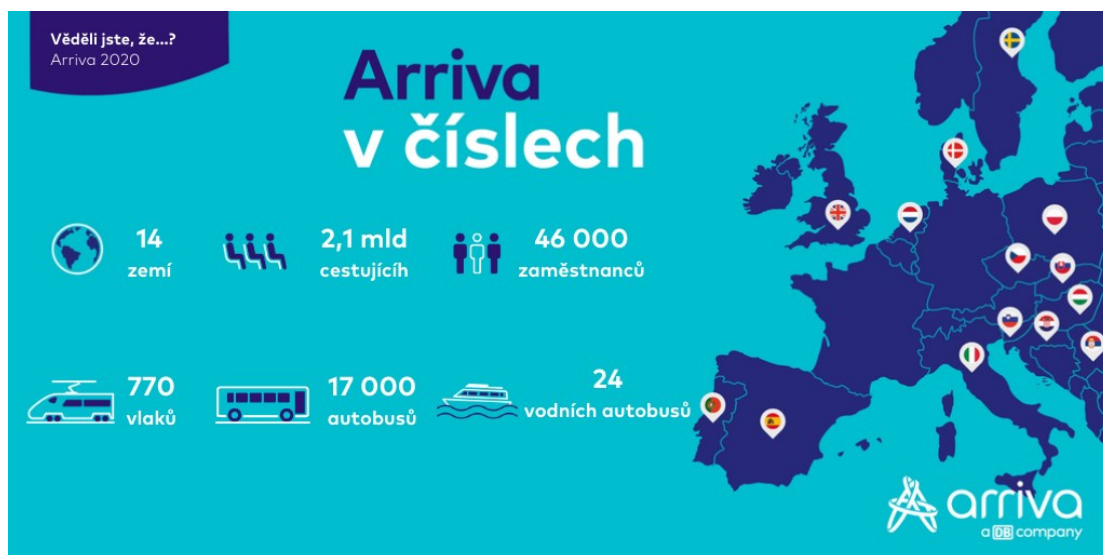 Věděli jste, že...?
Arriva 2020
Arriva
v číslech
14
zemí
2,1 mld
cestujícíh
46 000
zaměstnanců
770
vlaků
17 000
autobusů
24
vodních autobusů
arriva
a DB company